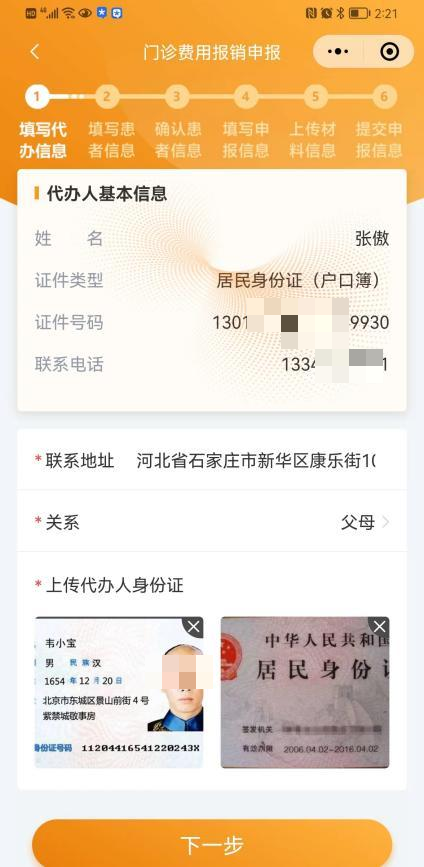 HD 46 2:21
门诊费用报销申报
1 2 3 4 5 6
填写代办信息 填写患者信息 确认患者信息 填写申报信息 上传材料信息 提交申报信息
代办人基本信息
姓 名 张傲
证件类型 居民身份证（户口簿）
证件号码 1301 9930
联系电话 1334 1
*联系地址 河北省石家庄市新华区康乐街10
*关系 父母
*上传代办人身份证
韦小宝
男 民族 汉
1654 年 12 月 20 日
北京市东城区景山前街4号
紫禁城敬事房
身份证号码 11204416541220243X
中华人民共和国
居民身份证
签发机关
有效期限 2006.04.02-2016.04.02
下一步